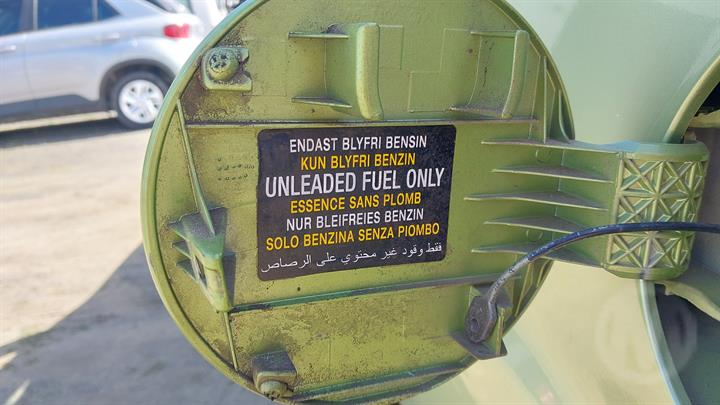 ENDAST BLYFRI BENSIN
KUN BLYFRI BENZIN
UNLEADED FUEL ONLY
ESSENCE SANS PLOMB
NUR BLEIFREIES BENZIN
SOLO BENZINA SENZA PIOMBO
فقط وقود غير محتوي على الرصاص